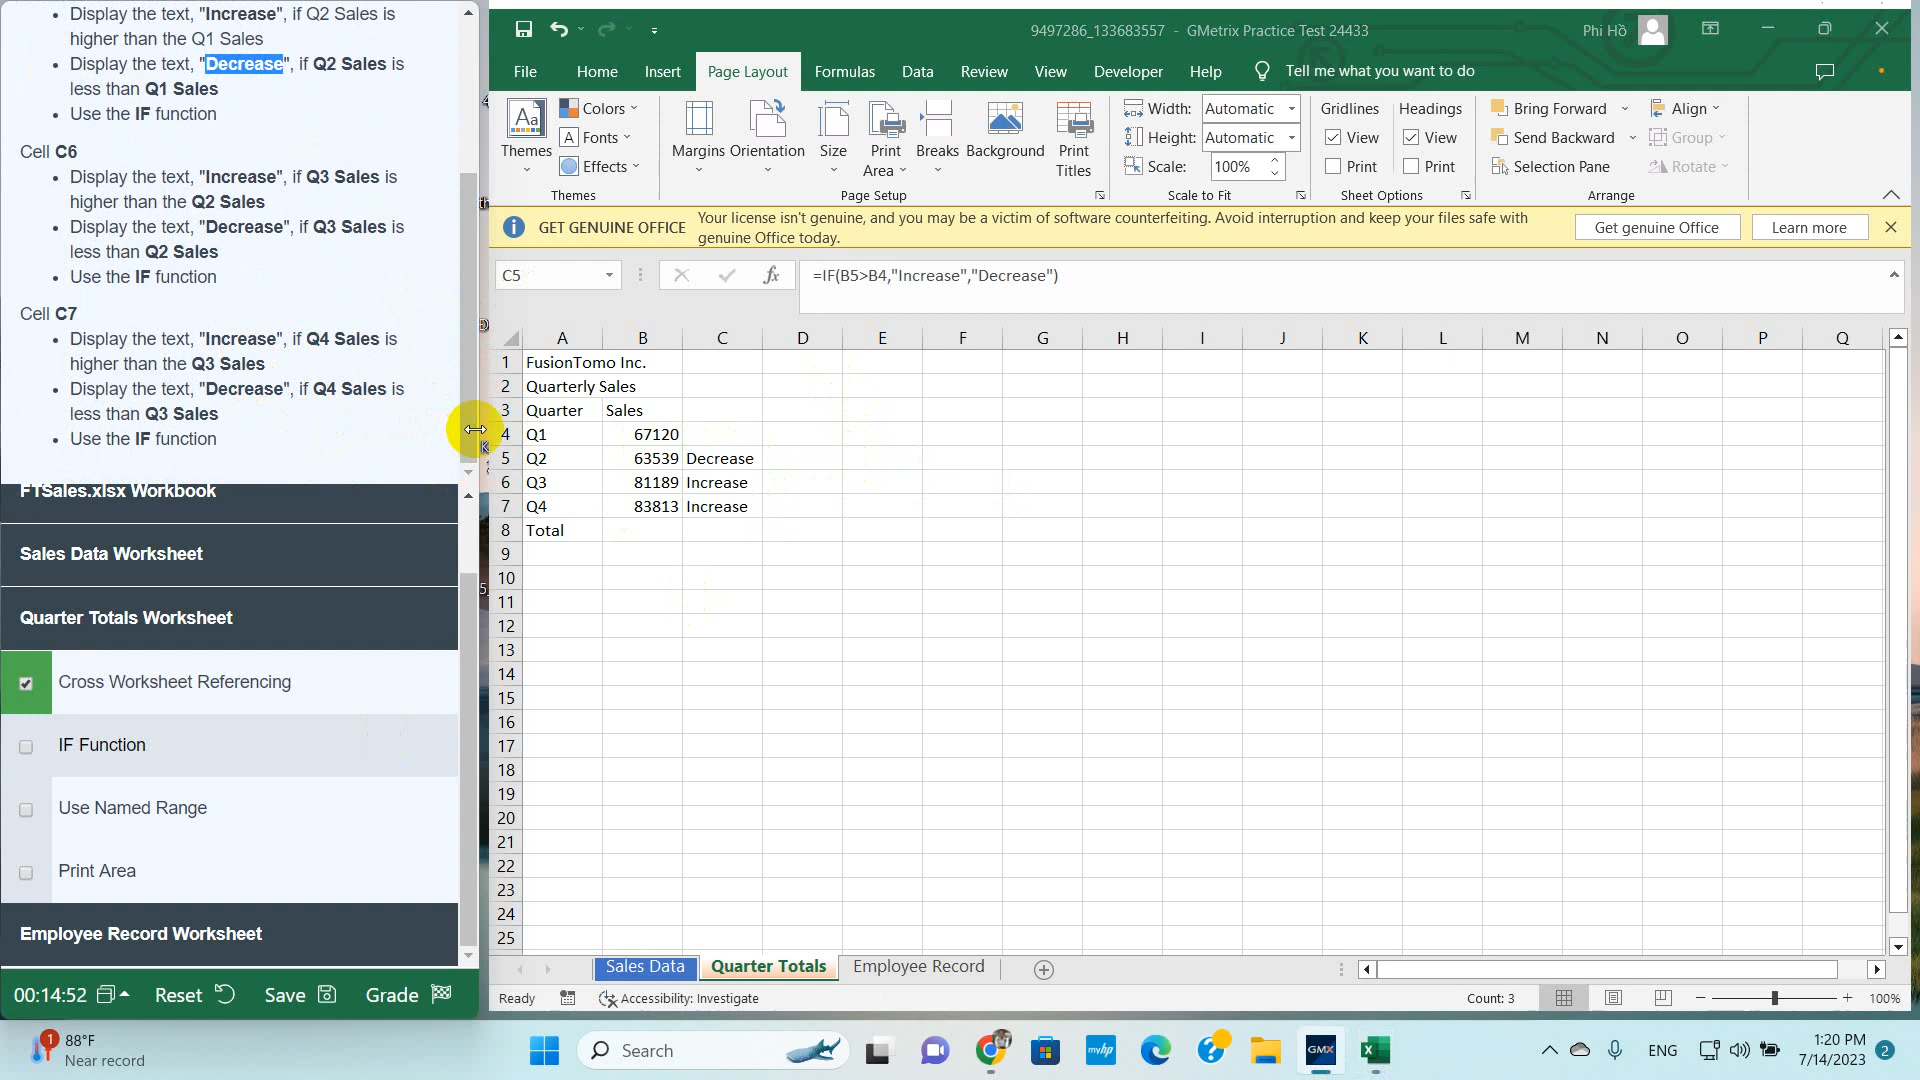 Display the text, "Increase", if Q2 Sales is
higher than the Q1 Sales
Display the text, "Decrease", if Q2 Sales is
less than Q1 Sales
Use the IF function
Cell C6
Display the text, "Increase", if Q3 Sales is
higher than the Q2 Sales
Display the text, "Decrease", if Q3 Sales is
less than Q2 Sales
Use the IF function
Cell C7
Display the text, "Increase", if Q4 Sales is
higher than the Q3 Sales
Display the text, "Decrease", if Q4 Sales is
less than Q3 Sales
Use the IF function
FTSales.xlsx Workbook
Sales Data Worksheet
Quarter Totals Worksheet
Cross Worksheet Referencing
IF Function
Use Named Range
Print Area
Employee Record Worksheet
00:14:52 Reset Save Grade
9497286_133683557 - GMetrix Practice Test 24433
Phi Hồ
File Home Insert Page Layout Formulas Data Review View Developer Help Tell me what you want to do
Themes
Colors
Fonts
Effects
Themes
Margins Orientation Size Print Area Breaks Background Print Titles
Page Setup
Width: Automatic
Height: Automatic
Scale: 100%
Scale to Fit
Gridlines Headings
View View
Print Print
Sheet Options
Bring Forward Align
Send Backward Group
Selection Pane Rotate
Arrange
GET GENUINE OFFICE Your license isn't genuine, and you may be a victim of software counterfeiting. Avoid interruption and keep your files safe with
genuine Office today.
Get genuine Office Learn more
C5 fx =IF(B5>B4,"Increase","Decrease")
A B C D E F G H I J K L M N O P Q
1 FusionTomo Inc.
2 Quarterly Sales
3 Quarter Sales
4 Q1 67120
5 Q2 63539 Decrease
6 Q3 81189 Increase
7 Q4 83813 Increase
8 Total
9
10
11
12
13
14
15
16
17
18
19
20
21
22
23
24
25
Sales Data Quarter Totals Employee Record
Ready Accessibility: Investigate Count: 3 100%
1 88°F
Near record
Search
myhp
GMX
ENG
1:20 PM
7/14/2023 2